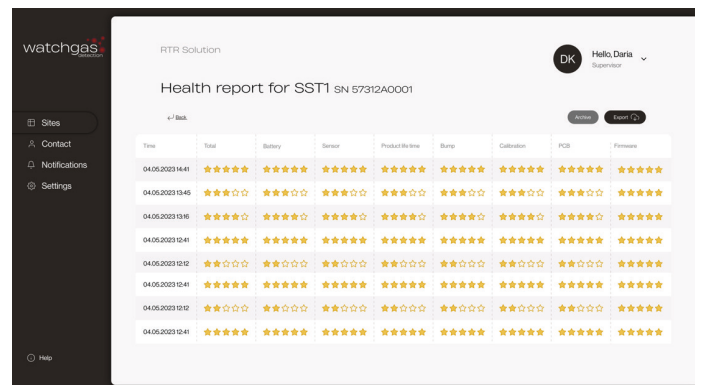 watchgas
detection
RTR Solution
DK
Hello, Daria
Supervisor
Health report for SST1 SN 57312A0001
Back
Archive
Export
Sites
Contact
Notifications
Settings
Help
Time Total Battery Sensor Product life time Bump Calibration PCB Firmware
04.05.2023 14:41
04.05.2023 13:45
04.05.2023 13:16
04.05.2023 12:41
04.05.2023 12:12
04.05.2023 12:41
04.05.2023 12:12
04.05.2023 12:41